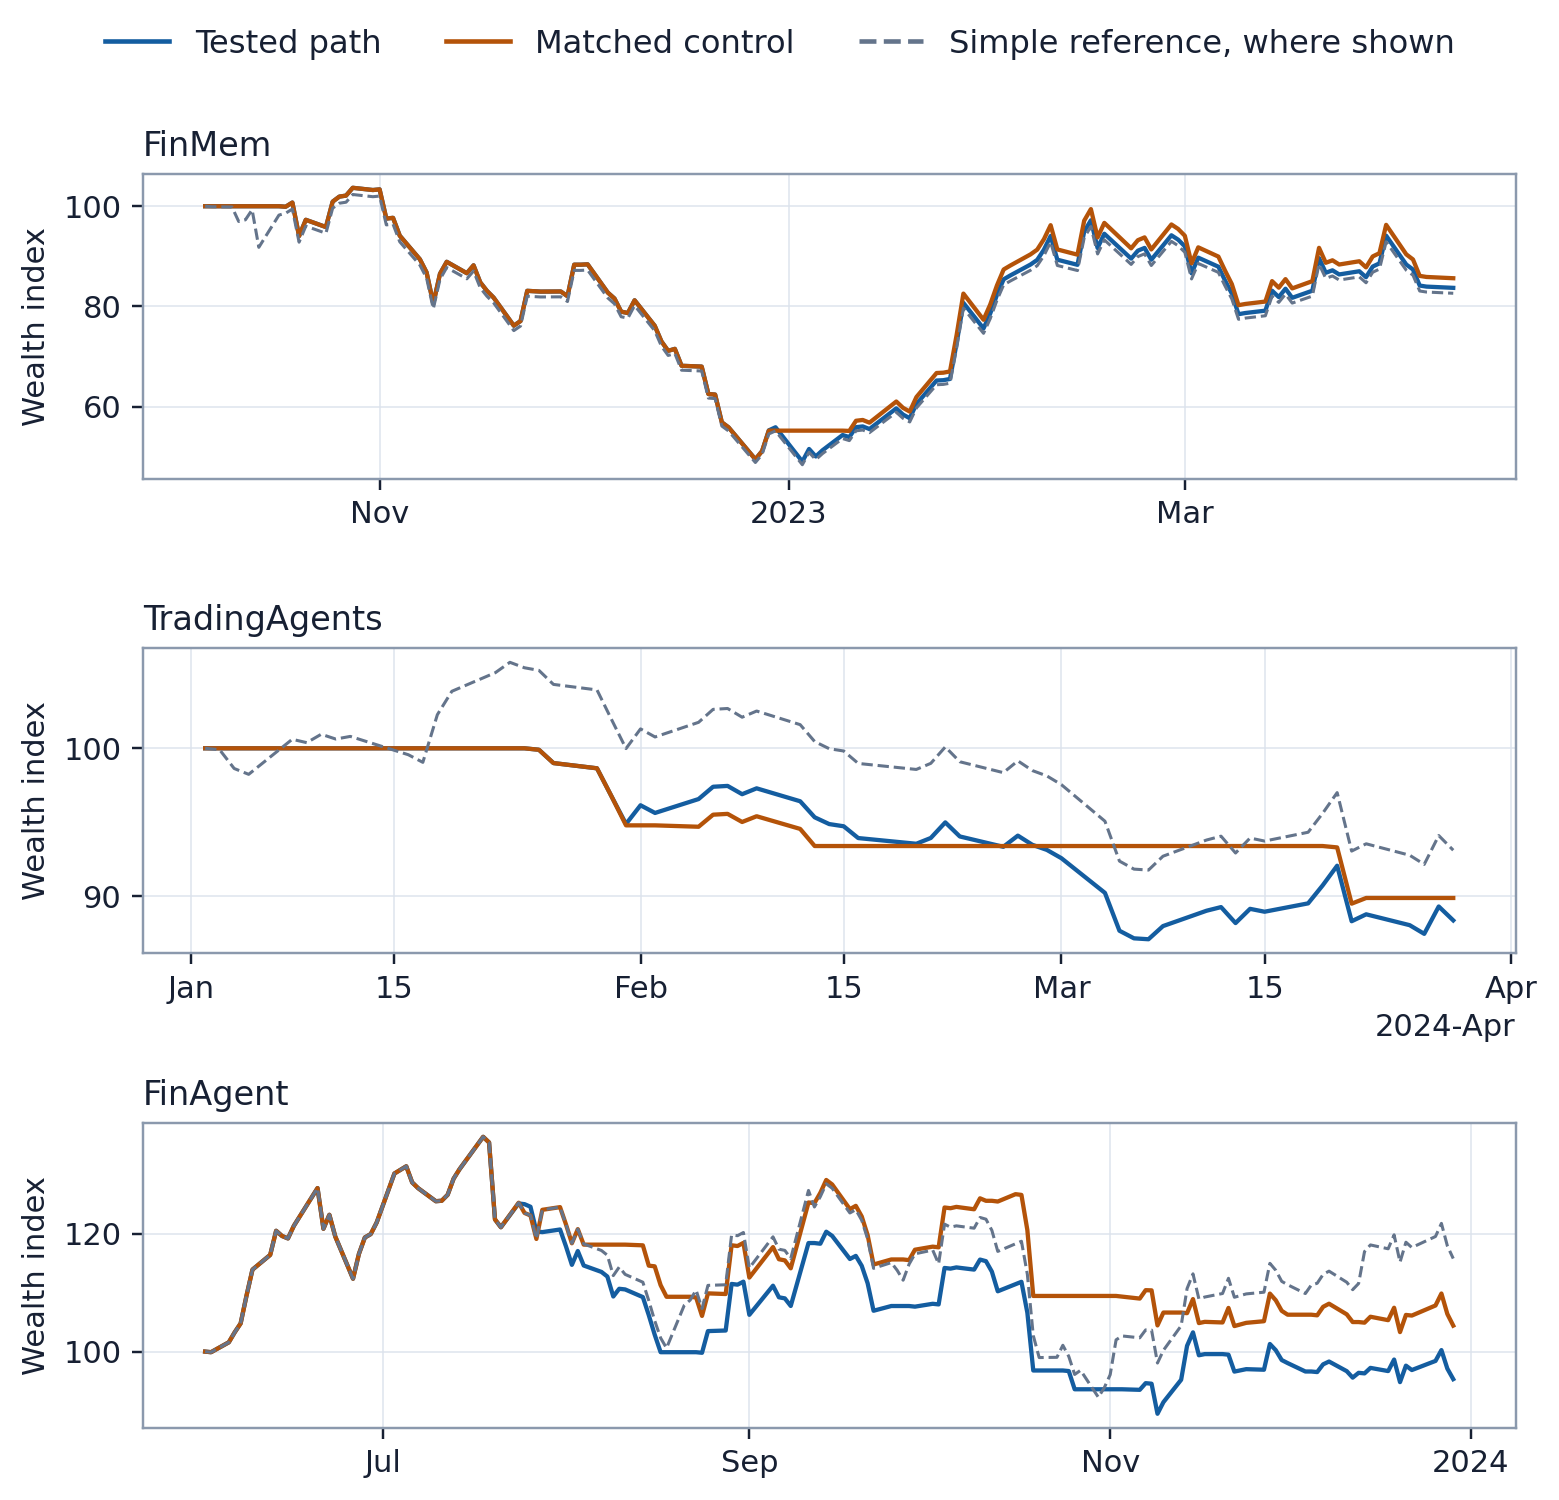 Tested path Matched control Simple reference, where shown
FinMem
Wealth index
100
80
60
Nov 2023 Mar
TradingAgents
Wealth index
100
90
Jan 15 Feb 15 Mar 15 Apr
2024-Apr
FinAgent
Wealth index
120
100
Jul Sep Nov 2024